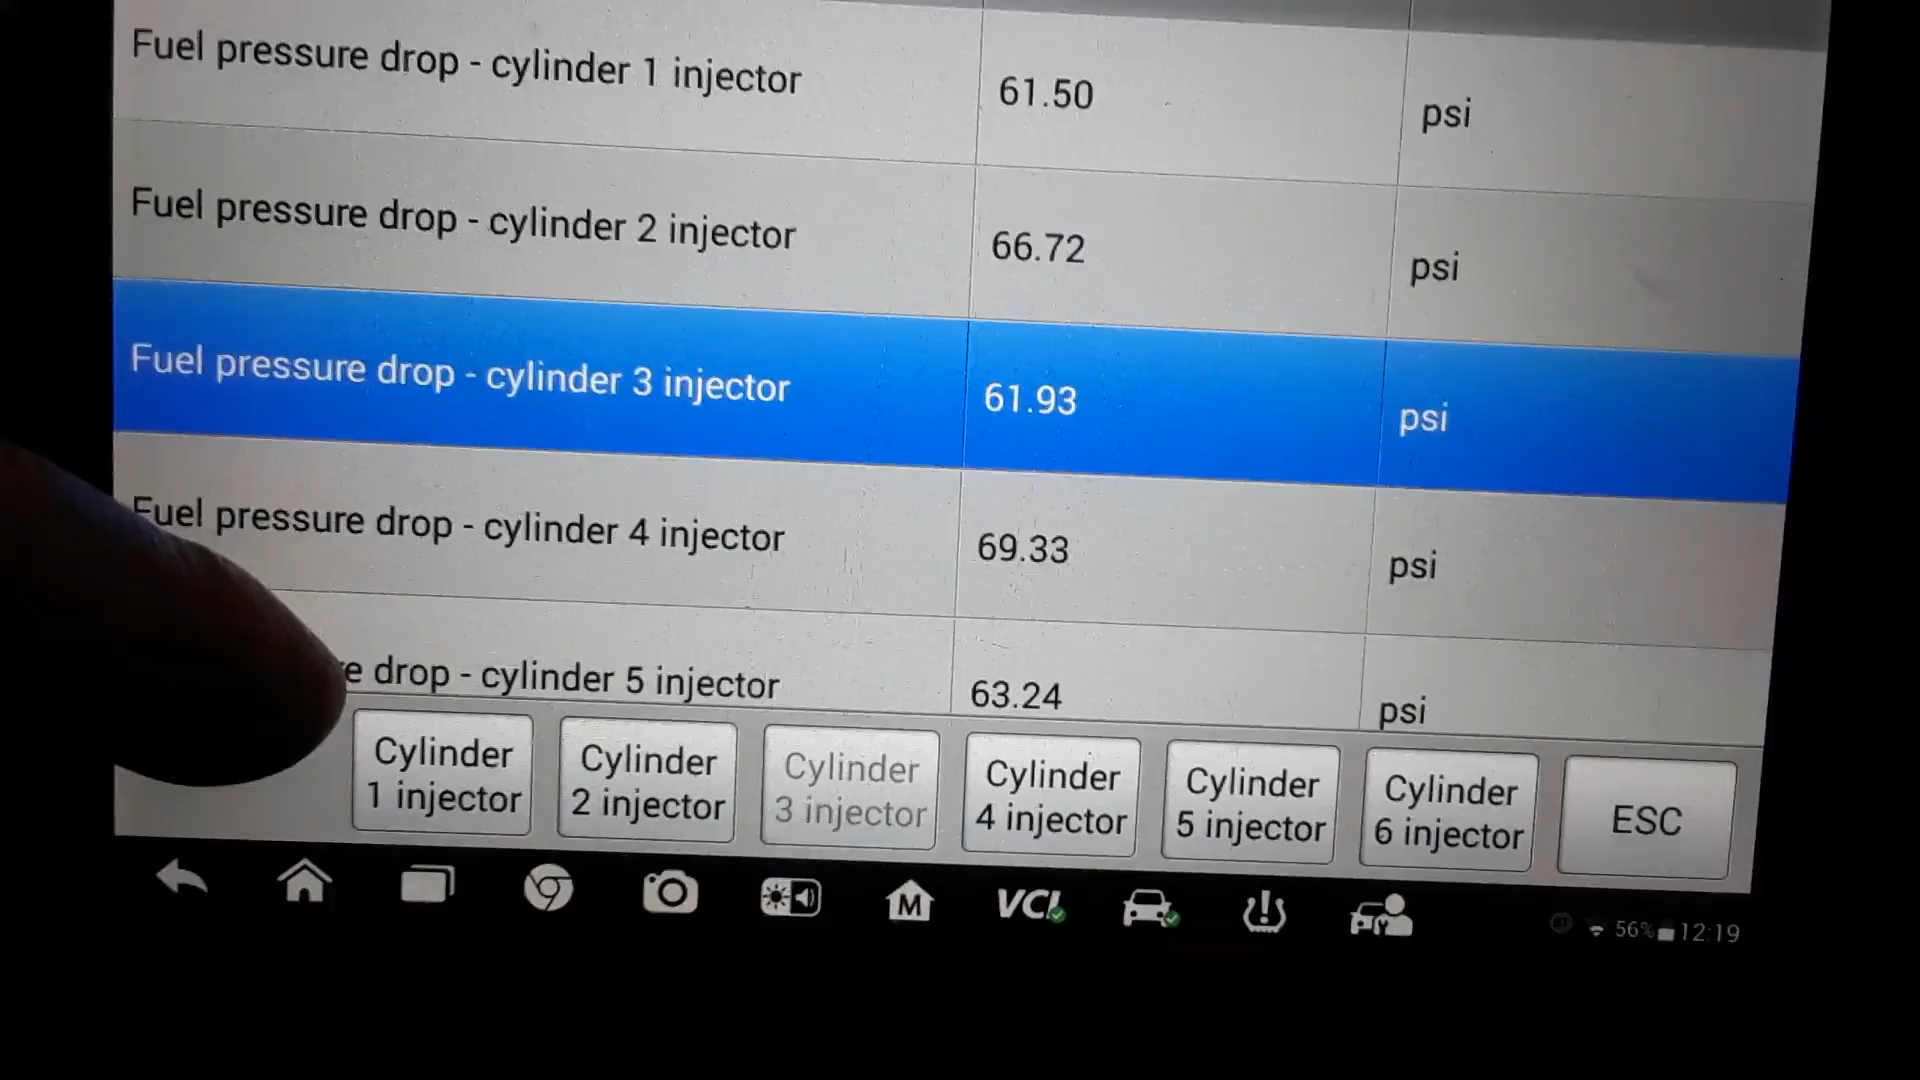 Fuel pressure drop - cylinder 1 injector 61.50 psi
Fuel pressure drop - cylinder 2 injector 66.72 psi
Fuel pressure drop - cylinder 3 injector 61.93 psi
Fuel pressure drop - cylinder 4 injector 69.33 psi
drop - cylinder 5 injector 63.24 psi
Cylinder
1 injector
Cylinder
2 injector
Cylinder
3 injector
Cylinder
4 injector
Cylinder
5 injector
Cylinder
6 injector
ESC
M
VCI
56% 12:19